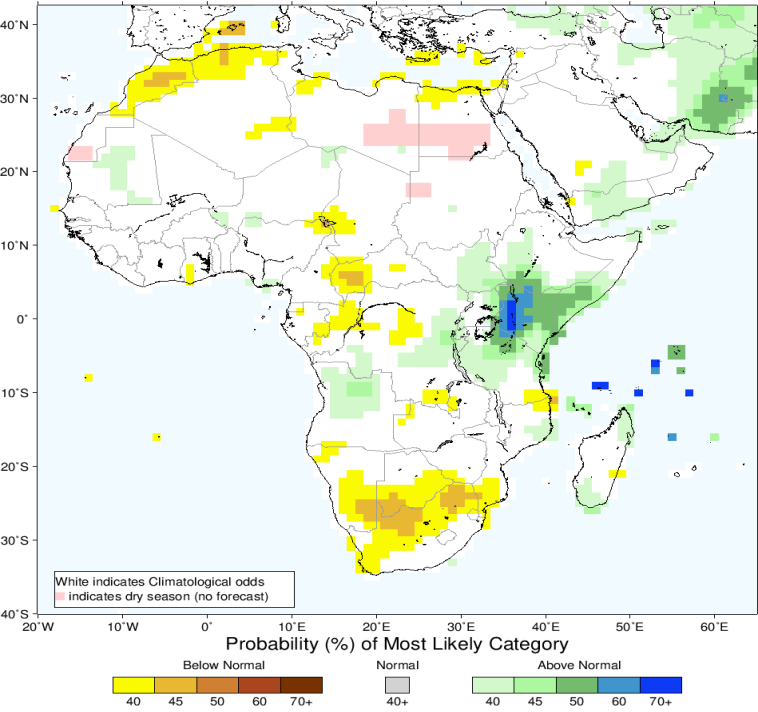 40°N
30°N
20°N
10°N
0°
10°S
20°S
30°S
40°S
White indicates Climatological odds
indicates dry season (no forecast)
20°W 10°W 0° 10°E 20°E 30°E 40°E 50°E 60°E
Probability (%) of Most Likely Category
Below Normal Normal Above Normal
40 45 50 60 70+ 40+ 40 45 50 60 70+